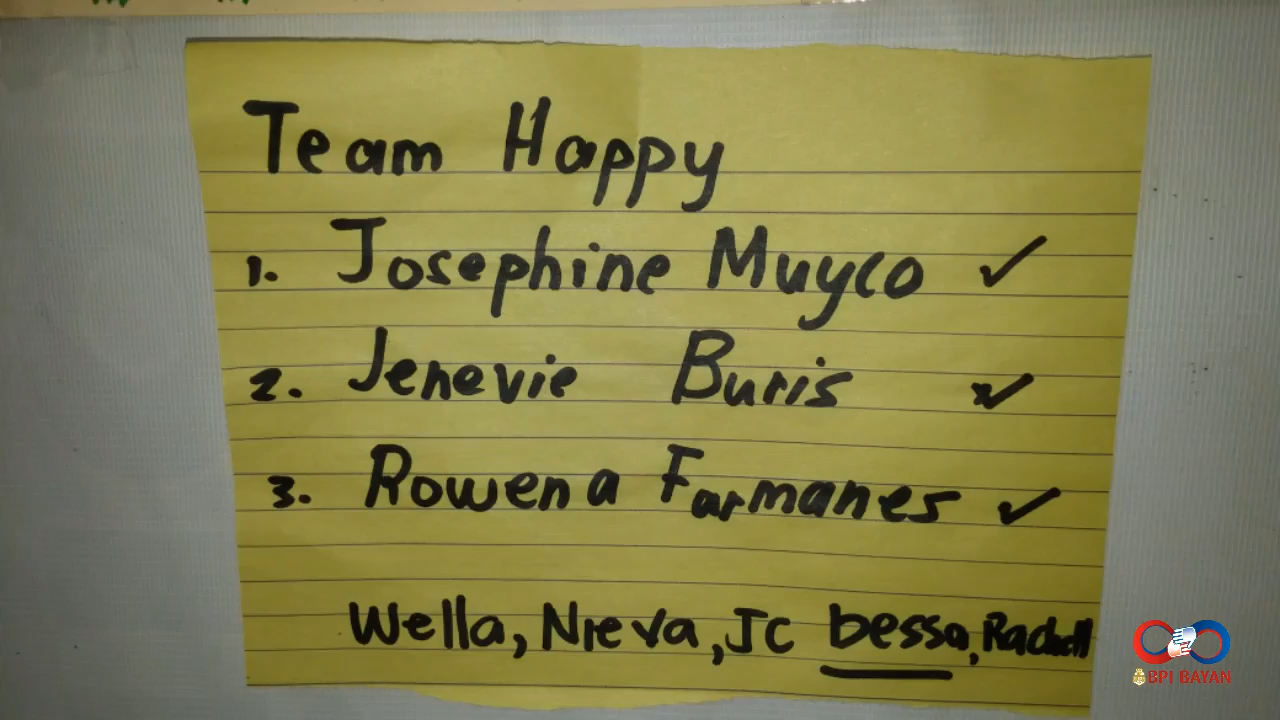 Team Happy
1. Josephine Muyco ✓
2. Jenevie Buris ✓
3. Rowena Farmanes ✓
Wella, Nieva, JC bessa, Rachell
BPI BAYAN